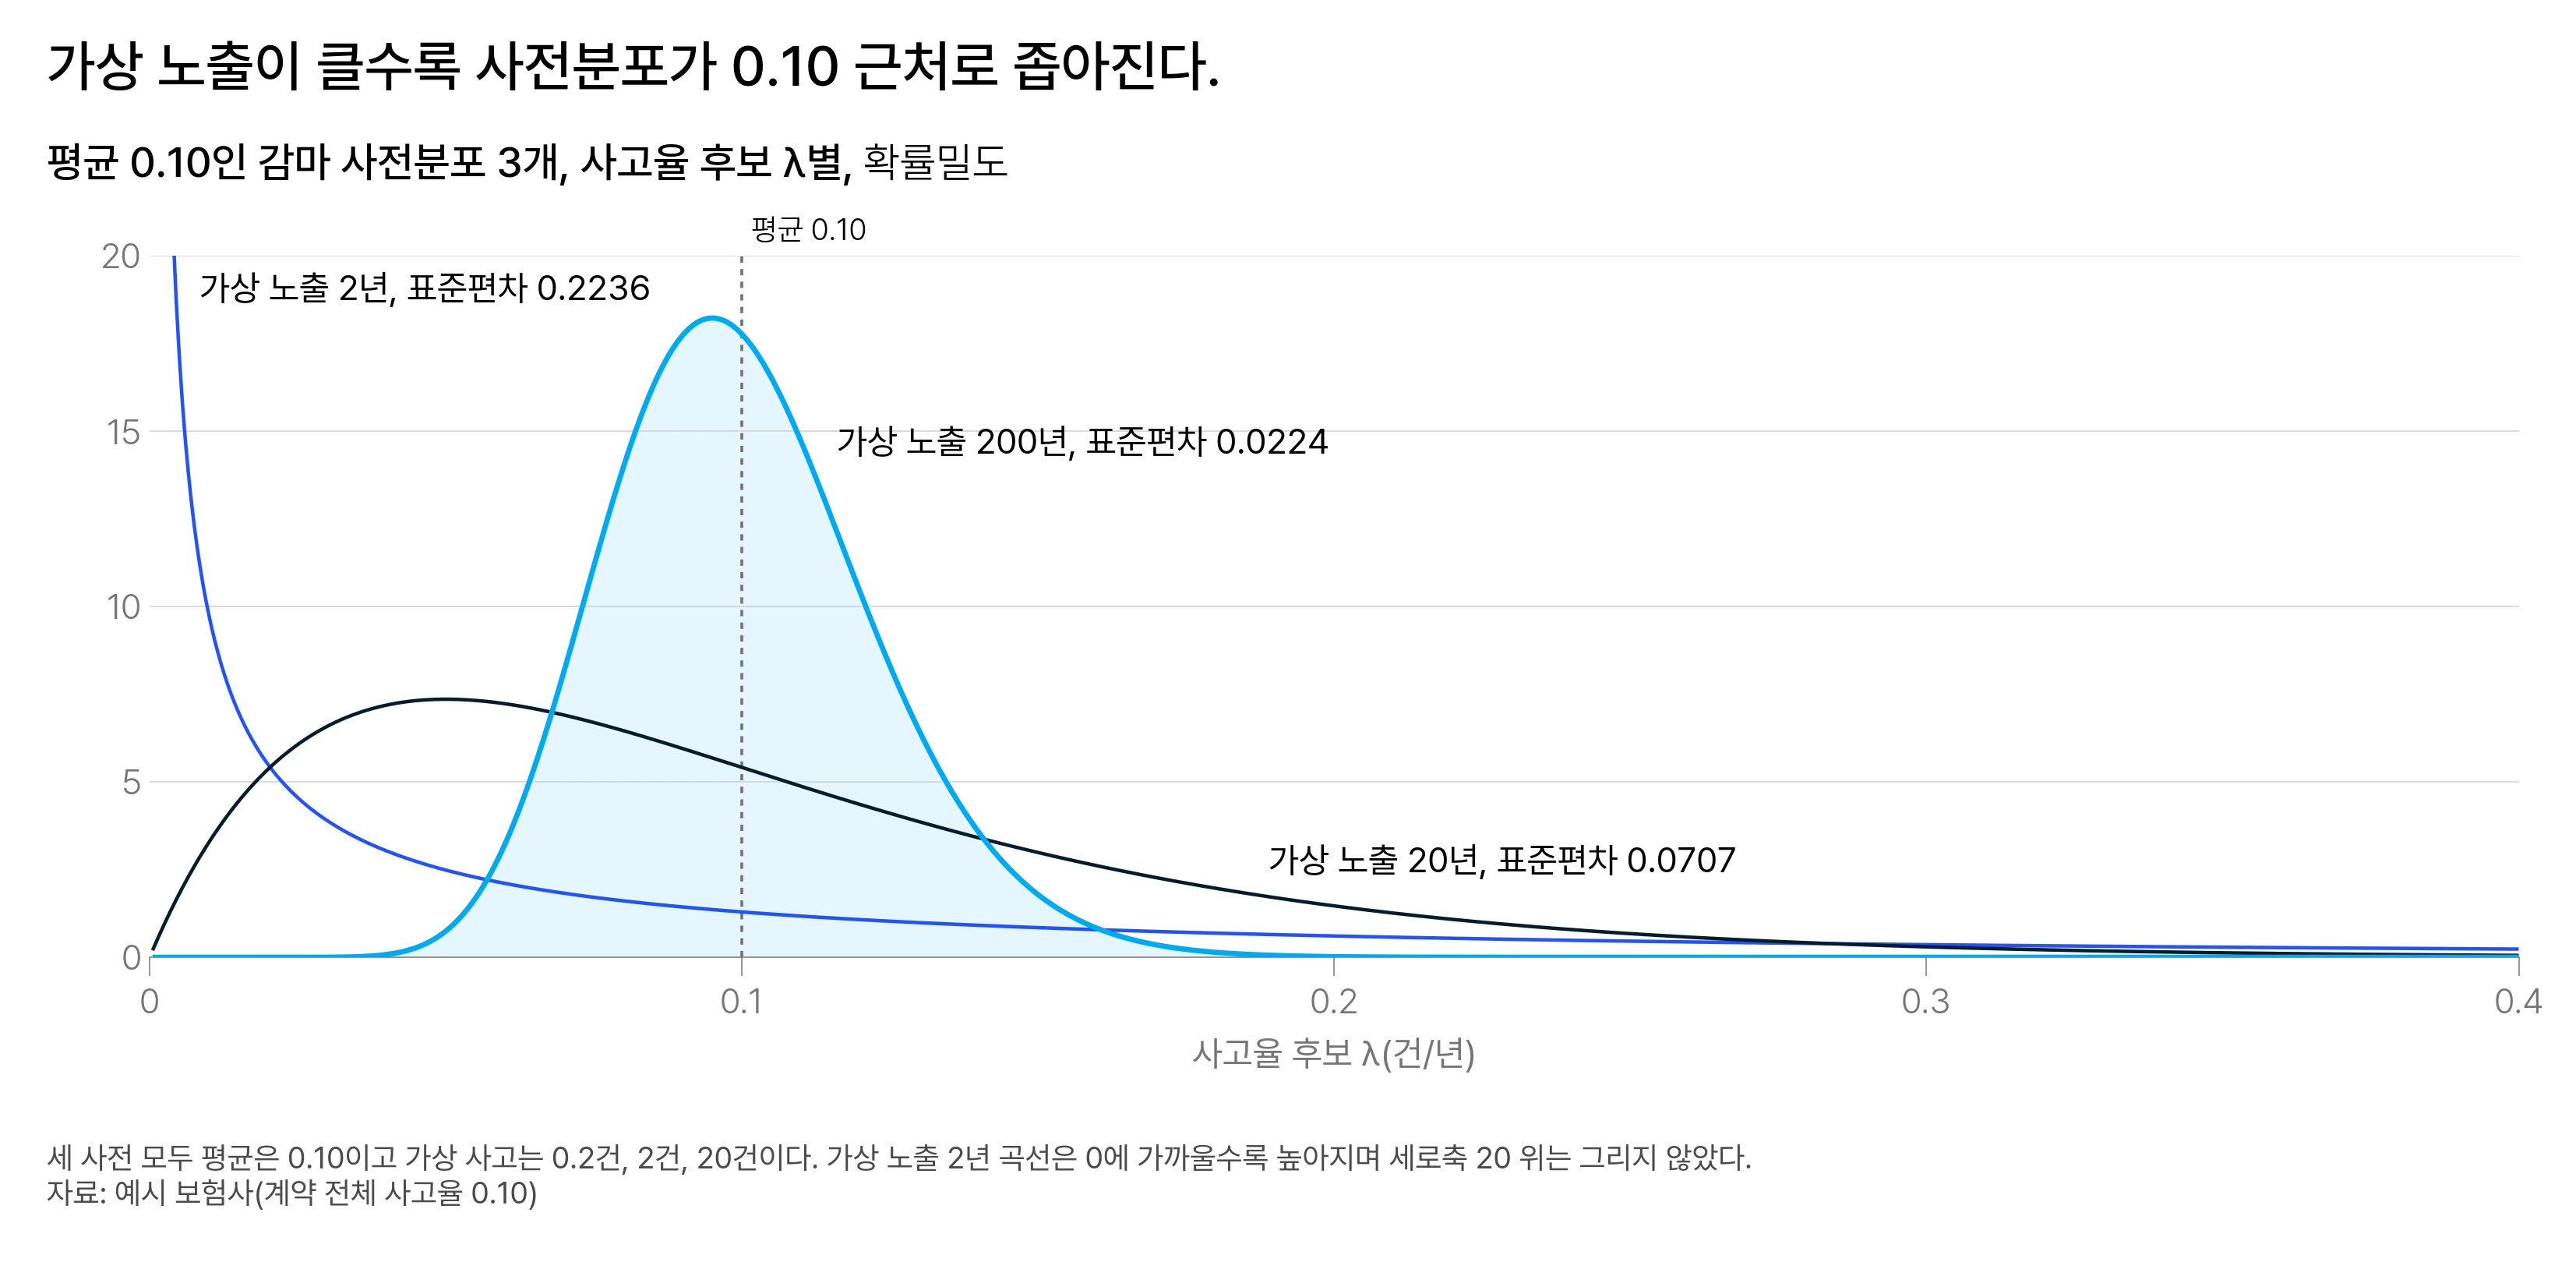 가상 노출이 클수록 사전분포가 0.10 근처로 좁아진다.
평균 0.10인 감마 사전분포 3개, 사고율 후보 λ별, 확률밀도
평균 0.10
20
가상 노출 2년, 표준편차 0.2236
15
가상 노출 200년, 표준편차 0.0224
10
5
가상 노출 20년, 표준편차 0.0707
0
0 0.1 0.2 0.3 0.4
사고율 후보 λ(건/년)
세 사전 모두 평균은 0.10이고 가상 사고는 0.2건, 2건, 20건이다. 가상 노출 2년 곡선은 0에 가까울수록 높아지며 세로축 20 위는 그리지 않았다.
자료: 예시 보험사(계약 전체 사고율 0.10)